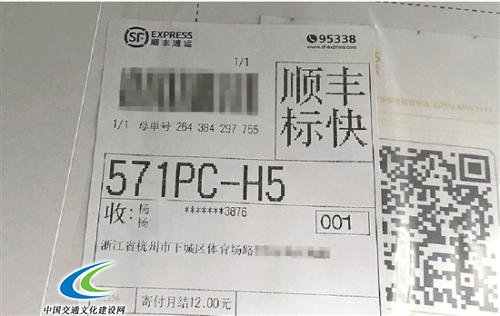 SF EXPRESS
顺丰速运
95338
www.sf-express.com
1/1
顺丰
标快
1/1 母单号 264 384 297 755
571PC-H5
收: 杨 *******3876
杨
001
浙江省杭州市下城区体育场路
寄付月结12.00元
中国交通文化建设网